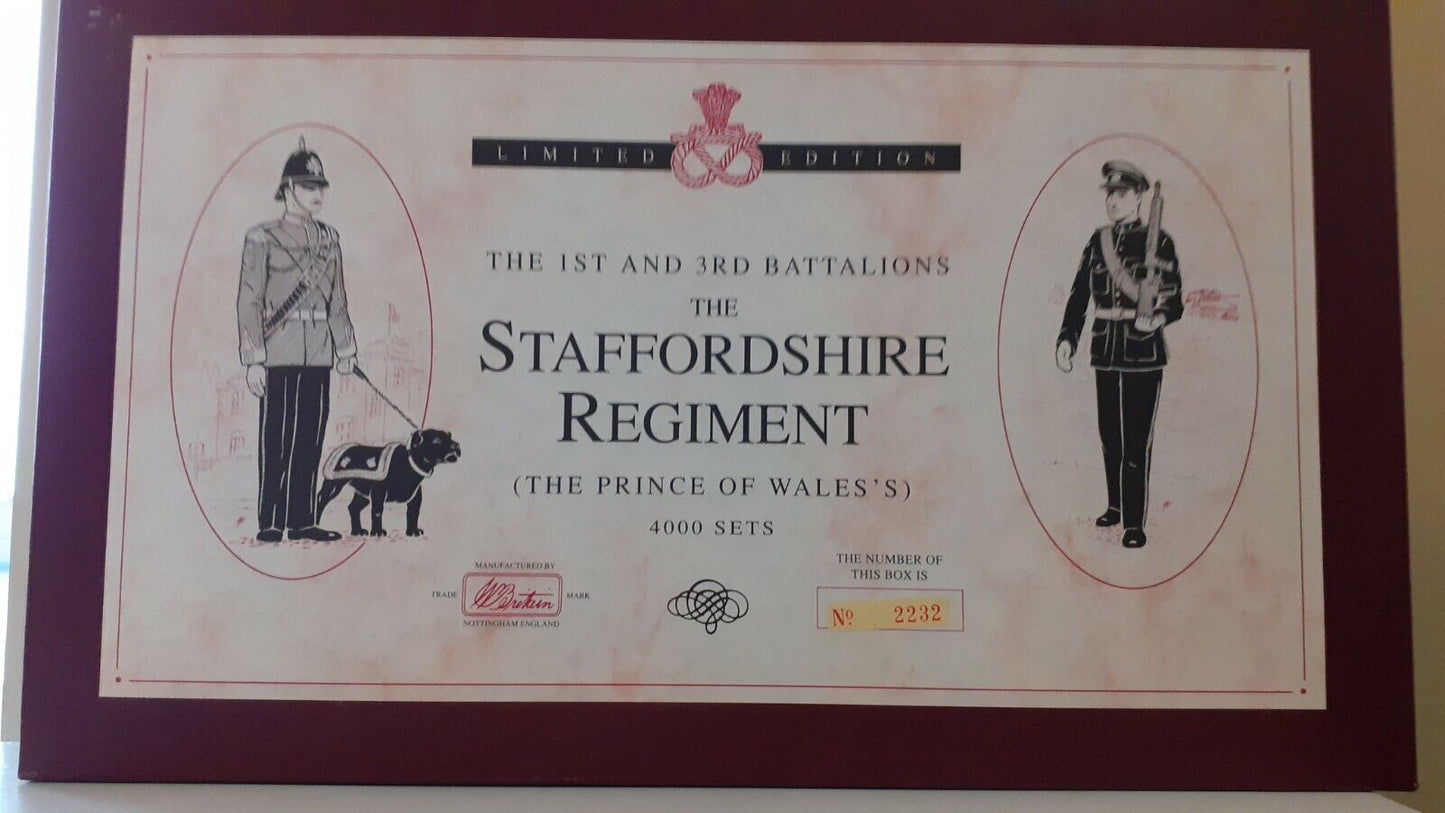 LIMITED EDITION
THE 1ST AND 3RD BATTALIONS
THE
STAFFORDSHIRE
REGIMENT
(THE PRINCE OF WALES'S)
4000 SETS
MANUFACTURED BY
TRADE WBritain MARK
NOTTINGHAM ENGLAND
THE NUMBER OF
THIS BOX IS
Nº 2232